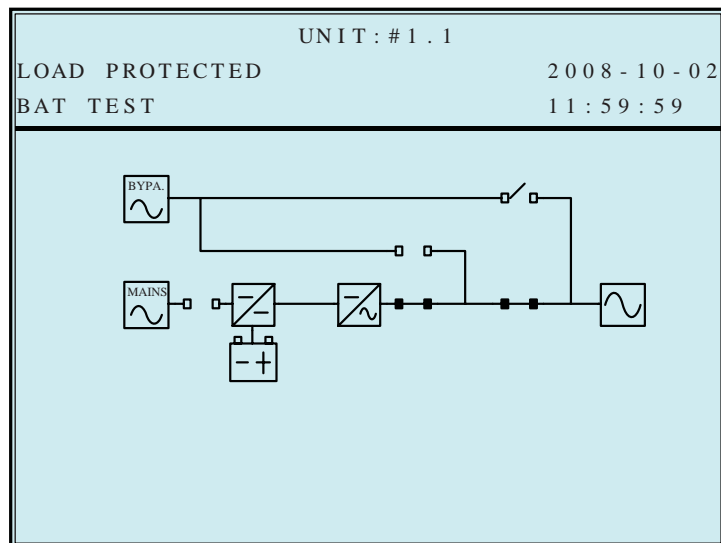 UNIT:#1.1
LOAD PROTECTED 2008-10-02
BAT TEST 11:59:59
BYPA.
MAINS